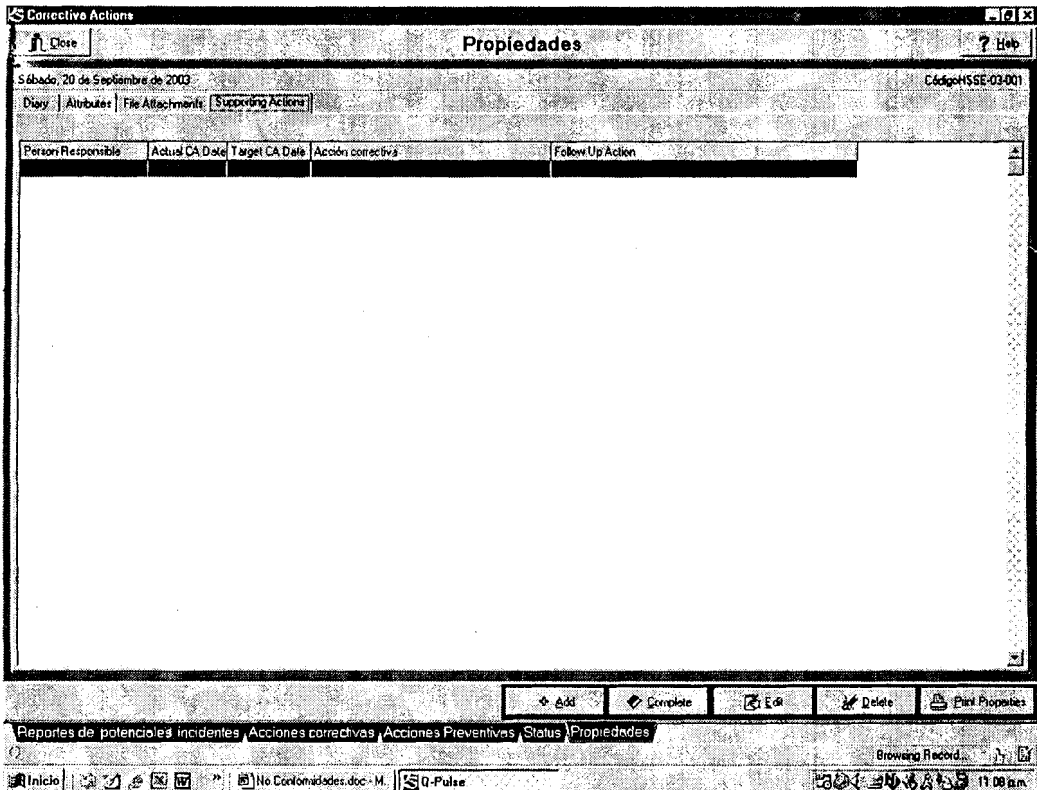 Corrective Actions
Close Propiedades ? Help
Sábado, 20 de Septiembre de 2003 CódigoHSSE-03-001
Diary Attributes File Attachments Supporting Actions
Person Responsible Actual CA Date Target CA Date Acción correctiva Follow Up Action
Add Complete Edit Delete Print Properties
Reportes de potenciales incidentes Acciones correctivas Acciones Preventivas Status Propiedades
Browsing Record...
Inicio » No Conformidades.doc - M... Q-Pulse 11:08 a.m.